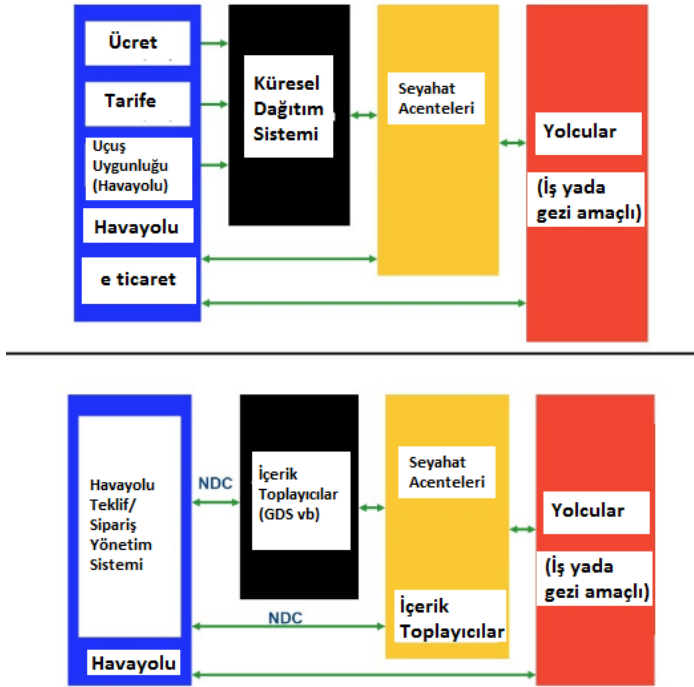 Ücret
Tarife
Uçuş
Uygunluğu
(Havayolu)
Havayolu
e ticaret
Küresel
Dağıtım
Sistemi
Seyahat
Acenteleri
Yolcular
(İş yada
gezi amaçlı)
Havayolu
Teklif/
Sipariş
Yönetim
Sistemi
Havayolu
NDC
NDC
İçerik
Toplayıcılar
(GDS vb)
Seyahat
Acenteleri
İçerik
Toplayıcılar
Yolcular
(İş yada
gezi amaçlı)